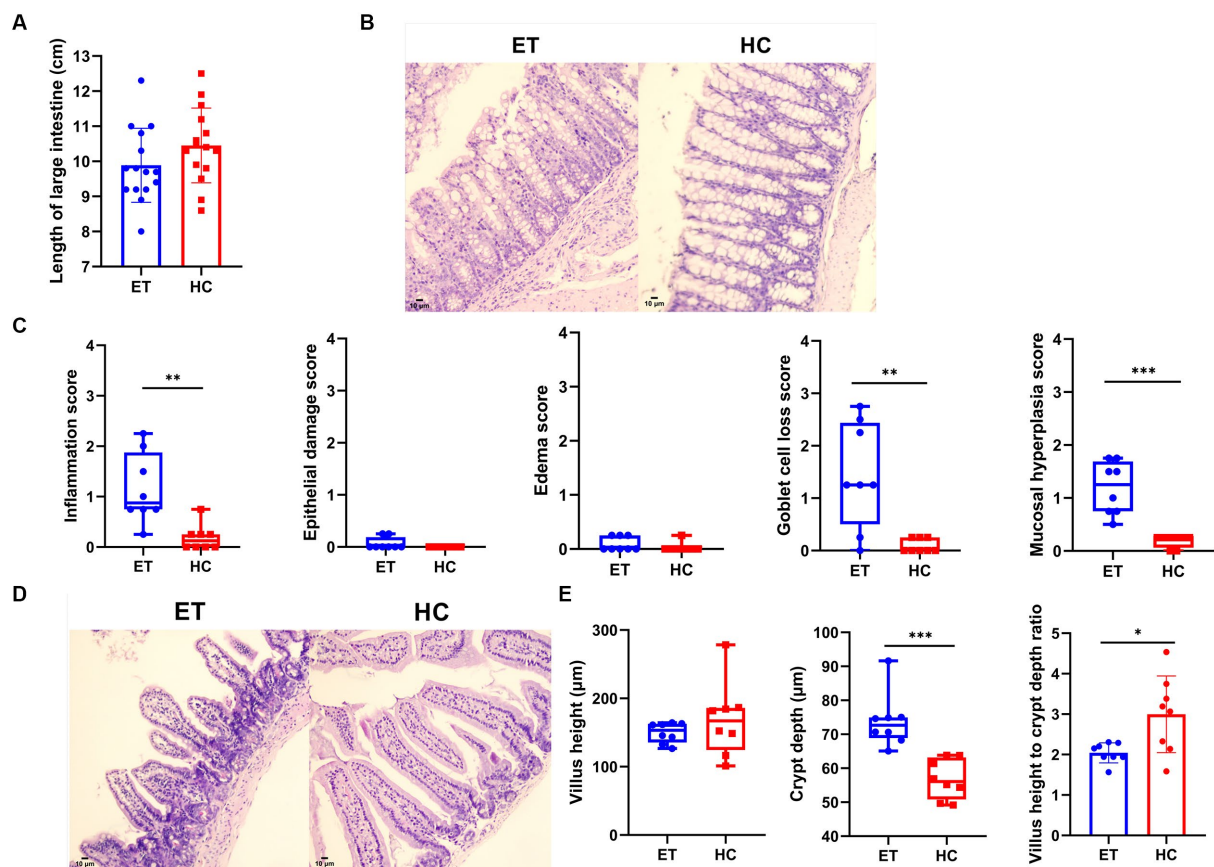 A
Length of large intestine (cm)
13
12
11
10
9
8
7
ET
HC
B
ET
HC
10 µm
10 µm
C
Inflammation score
4
3
2
1
0
**
ET
HC
Epithelial damage score
4
3
2
1
0
ET
HC
Edema score
4
3
2
1
0
ET
HC
Goblet cell loss score
4
3
2
1
0
**
ET
HC
Mucosal hyperplasia score
4
3
2
1
0
***
ET
HC
D
ET
HC
10 µm
10 µm
E
Villus height (µm)
300
200
100
0
ET
HC
Crypt depth (µm)
100
90
80
70
60
50
40
***
ET
HC
Villus height to crypt depth ratio
5
4
3
2
1
0
*
ET
HC